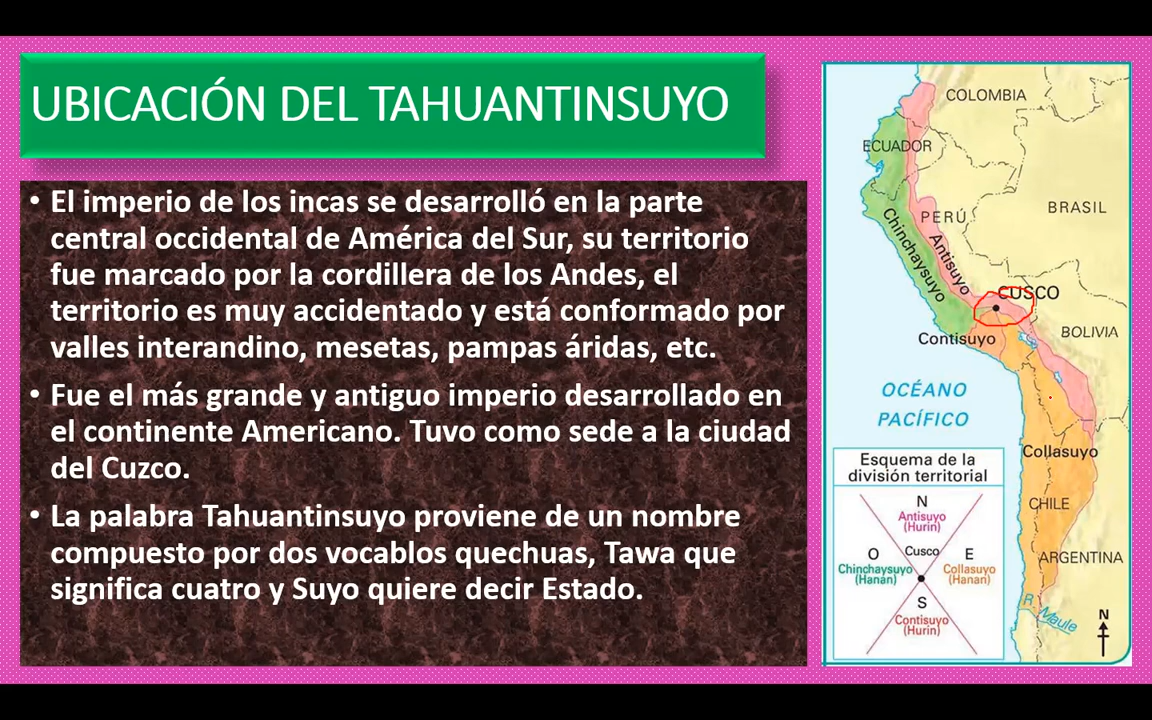 UBICACIÓN DEL TAHUANTINSUYO
• El imperio de los incas se desarrolló en la parte
central occidental de América del Sur, su territorio
fue marcado por la cordillera de los Andes, el
territorio es muy accidentado y está conformado por
valles interandino, mesetas, pampas áridas, etc.
• Fue el más grande y antiguo imperio desarrollado en
el continente Americano. Tuvo como sede a la ciudad
del Cuzco.
• La palabra Tahuantinsuyo proviene de un nombre
compuesto por dos vocablos quechuas, Tawa que
significa cuatro y Suyo quiere decir Estado.
COLOMBIA
ECUADOR
PERÚ
BRASIL
Chinchaysuyo
Antisuyo
CUSCO
Contisuyo
BOLIVIA
OCÉANO
PACÍFICO
Collasuyo
CHILE
ARGENTINA
R. Maule
N
Esquema de la
división territorial
N
Antisuyo
(Hurin)
O
Cusco
E
Chinchaysuyo
(Hanan)
Collasuyo
(Hanan)
S
Contisuyo
(Hurin)